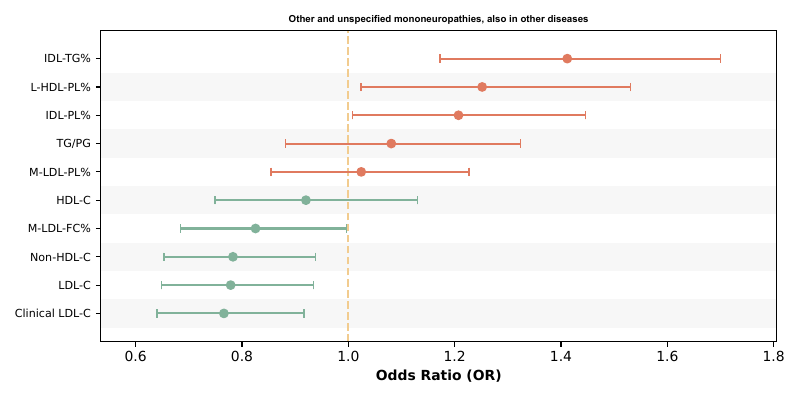 Other and unspecified mononeuropathies, also in other diseases
IDL-TG%
L-HDL-PL%
IDL-PL%
TG/PG
M-LDL-PL%
HDL-C
M-LDL-FC%
Non-HDL-C
LDL-C
Clinical LDL-C
0.6 0.8 1.0 1.2 1.4 1.6 1.8
Odds Ratio (OR)